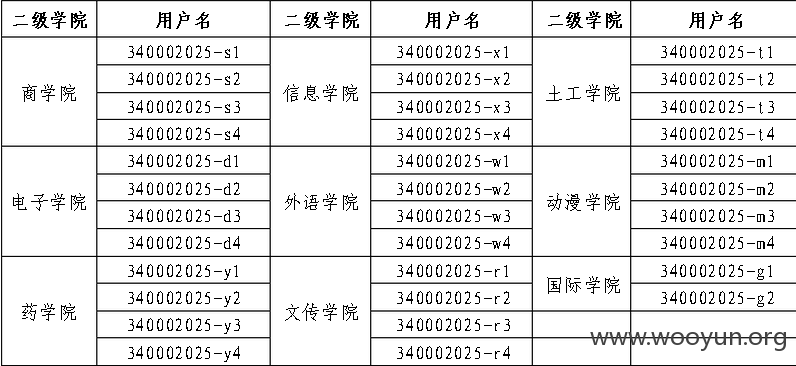 二级学院 用户名 二级学院 用户名 二级学院 用户名
340002025-s1 340002025-x1 340002025-t1
340002025-s2 340002025-x2 340002025-t2
商学院 信息学院 土工学院
340002025-s3 340002025-x3 340002025-t3
340002025-s4 340002025-x4 340002025-t4
340002025-d1 340002025-w1 340002025-m1
340002025-d2 340002025-w2 340002025-m2
电子学院 外语学院 动漫学院
340002025-d3 340002025-w3 340002025-m3
340002025-d4 340002025-w4 340002025-m4
340002025-y1 340002025-r1 340002025-g1
国际学院
340002025-y2 340002025-r2 340002025-g2
药学院 文传学院
340002025-y3 340002025-r3
www.wooyun.org
340002025-y4 340002025-r4